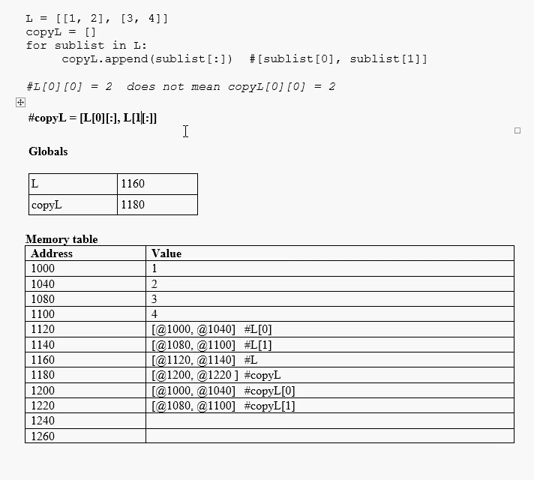 L = [[1, 2], [3, 4]]
copyL = []
for sublist in L:
copyL.append(sublist[:]) #[sublist[0], sublist[1]]
#L[0][0] = 2 does not mean copyL[0][0] = 2
#copyL = [L[0][:], L[1[:]]
Globals
L 1160
copyL 1180
Memory table
Address Value
1000 1
1040 2
1080 3
1100 4
1120 [@1000, @1040] #L[0]
1140 [@1080, @1100] #L[1]
1160 [@1120, @1140] #L
1180 [@1200, @1220 ] #copyL
1200 [@1000, @1040] #copyL[0]
1220 [@1080, @1100] #copyL[1]
1240
1260